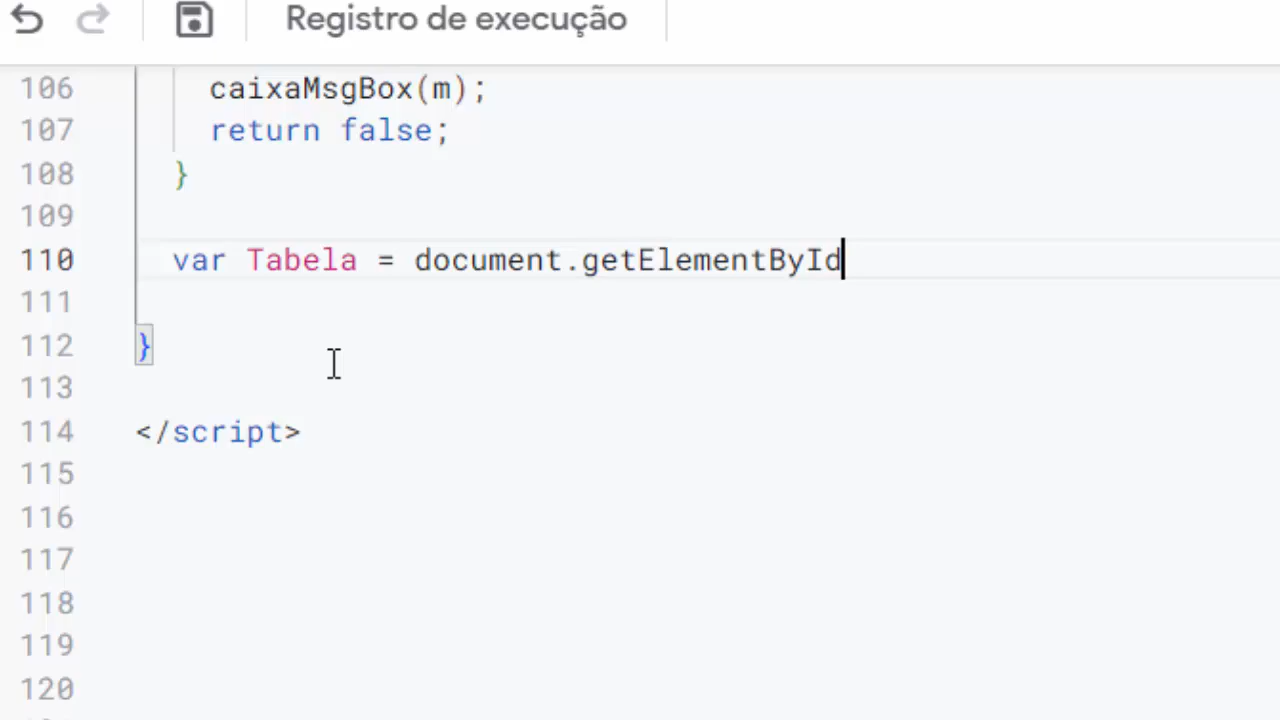 Registro de execução
106 caixaMsgBox(m);
107 return false;
108 }
109
110 var Tabela = document.getElementById
111
112 }
113
114 </script>
115
116
117
118
119
120